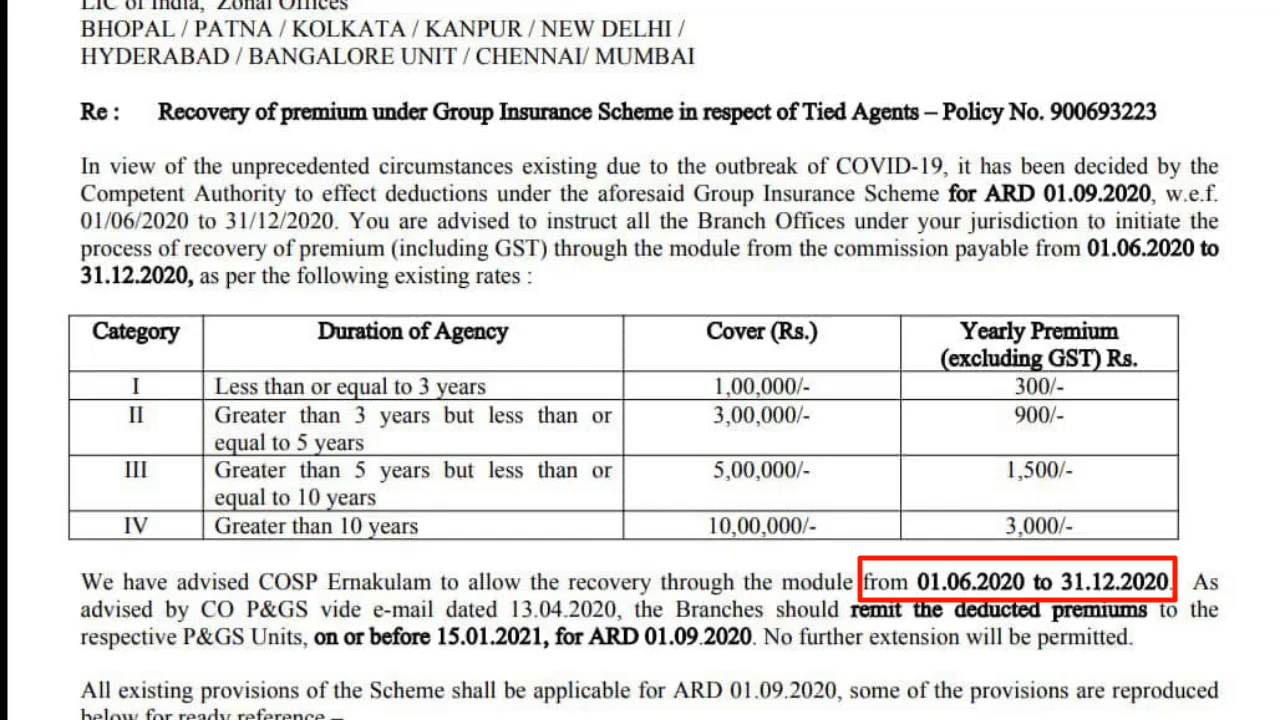 LIC of India, Zonal Offices
BHOPAL / PATNA / KOLKATA / KANPUR / NEW DELHI /
HYDERABAD / BANGALORE UNIT / CHENNAI/ MUMBAI
Re : Recovery of premium under Group Insurance Scheme in respect of Tied Agents – Policy No. 900693223
In view of the unprecedented circumstances existing due to the outbreak of COVID-19, it has been decided by the
Competent Authority to effect deductions under the aforesaid Group Insurance Scheme for ARD 01.09.2020, w.e.f.
01/06/2020 to 31/12/2020. You are advised to instruct all the Branch Offices under your jurisdiction to initiate the
process of recovery of premium (including GST) through the module from the commission payable from 01.06.2020 to
31.12.2020, as per the following existing rates :
Category Duration of Agency Cover (Rs.) Yearly Premium
(excluding GST) Rs.
I Less than or equal to 3 years 1,00,000/- 300/-
II Greater than 3 years but less than or 3,00,000/- 900/-
equal to 5 years
III Greater than 5 years but less than or 5,00,000/- 1,500/-
equal to 10 years
IV Greater than 10 years 10,00,000/- 3,000/-
We have advised COSP Ernakulam to allow the recovery through the module from 01.06.2020 to 31.12.2020. As
advised by CO P&GS vide e-mail dated 13.04.2020, the Branches should remit the deducted premiums to the
respective P&GS Units, on or before 15.01.2021, for ARD 01.09.2020. No further extension will be permitted.
All existing provisions of the Scheme shall be applicable for ARD 01.09.2020, some of the provisions are reproduced
below for ready reference –